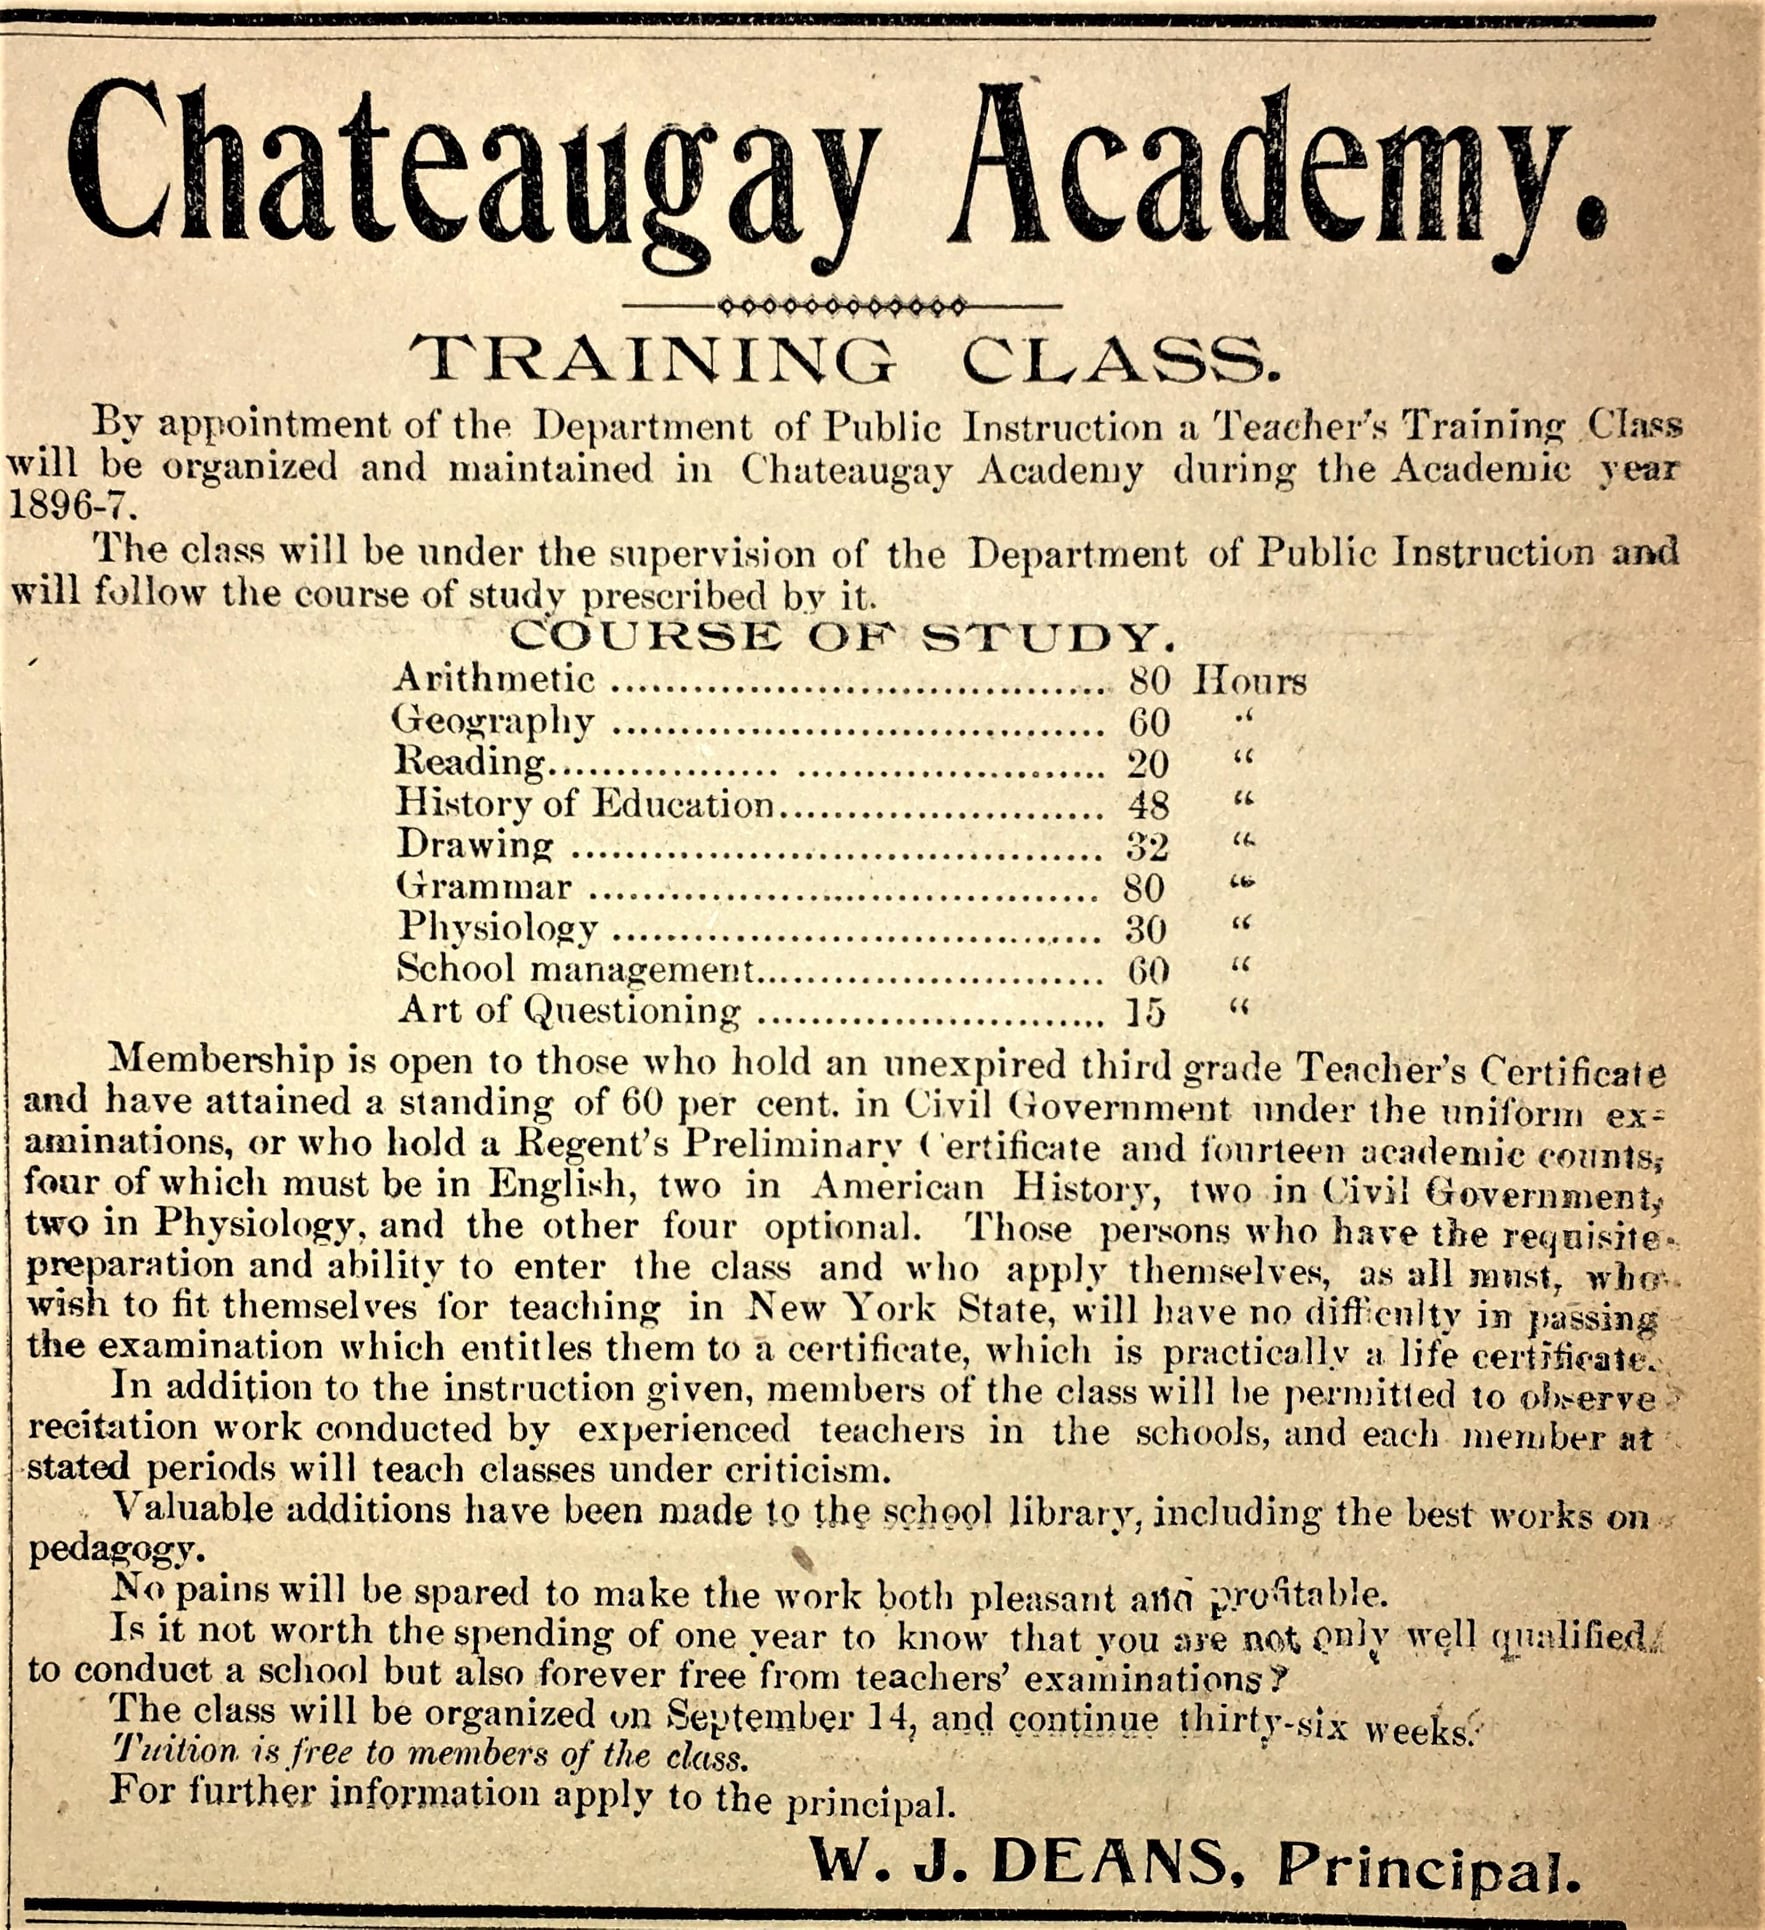 Chateaugay Academy.
TRAINING CLASS.
By appointment of the Department of Public Instruction a Teacher's Training Class
will be organized and maintained in Chateaugay Academy during the Academic year
1896-7.
The class will be under the supervision of the Department of Public Instruction and
will follow the course of study prescribed by it.
COURSE OF STUDY.
Arithmetic .................................... 80 Hours
Geography .................................... 60 "
Reading.................. ....................... 20 "
History of Education........................ 48 "
Drawing ....................................... 32 "
Grammar ..................................... 80 "
Physiology .................................... 30 "
School management......................... 60 "
Art of Questioning .......................... 15 "
Membership is open to those who hold an unexpired third grade Teacher's Certificate
and have attained a standing of 60 per cent. in Civil Government under the uniform ex-
aminations, or who hold a Regent's Preliminary Certificate and fourteen academic counts,
four of which must be in English, two in American History, two in Civil Government,
two in Physiology, and the other four optional. Those persons who have the requisite
preparation and ability to enter the class and who apply themselves, as all must, who
wish to fit themselves for teaching in New York State, will have no difficulty in passing
the examination which entitles them to a certificate, which is practically a life certificate.
In addition to the instruction given, members of the class will be permitted to observe
recitation work conducted by experienced teachers in the schools, and each member at
stated periods will teach classes under criticism.
Valuable additions have been made to the school library, including the best works on
pedagogy.
No pains will be spared to make the work both pleasant and profitable.
Is it not worth the spending of one year to know that you are not only well qualified
to conduct a school but also forever free from teachers' examinations?
The class will be organized on September 14, and continue thirty-six weeks.
Tuition is free to members of the class.
For further information apply to the principal.
W. J. DEANS, Principal.